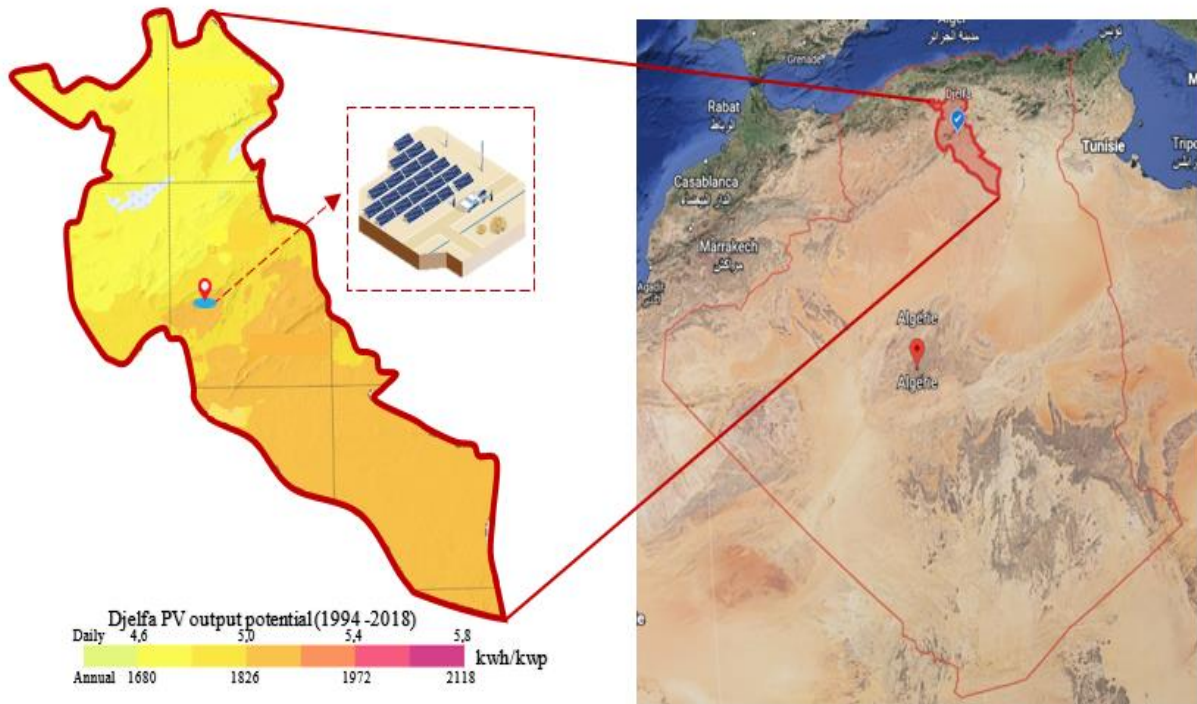 Djelfa PV output potential (1994 -2018)
Daily 4,6 5,0 5,4 5,8
kwh/kwp
Annual 1680 1826 1972 2118
Alger
مدينة الجزائر
تونس
Grenade
Djelfa
Rabat
الرباط
Tunisie
Tripo
Casablanca
الدار البيضاء
Marrakech
مراكش
Agadir
Algérie
Algérie